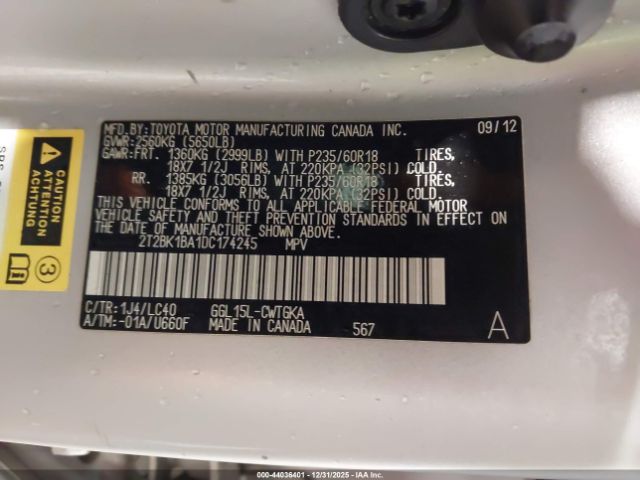 MFD.BY:TOYOTA MOTOR MANUFACTURING CANADA INC. 09/12
GVWR:2560KG (5650LB)
GAWR:FRT. 1360KG (2999LB) WITH P235/60R18 TIRES,
18X7 1/2J RIMS, AT 220KPA (32PSI) COLD.
RR. 1385KG (3056LB) WITH P235/60R18 TIRES,
18X7 1/2J RIMS, AT 220KPA (32PSI) COLD.
THIS VEHICLE CONFORMS TO ALL APPLICABLE FEDERAL MOTOR
VEHICLE SAFETY AND THEFT PREVENTION STANDARDS IN EFFECT ON
THE DATE OF MANUFACTURE SHOWN ABOVE.
2T2BK1BA1DC174245 MPV
C/TR:1J4/LC40 GGL15L-CWTGKA
A/TM:-01A/U660F MADE IN CANADA 567 A
CAUTION
ATTENTION
ACHTUNG
3
000-44036401 - 12/31/2025 - IAA Inc.